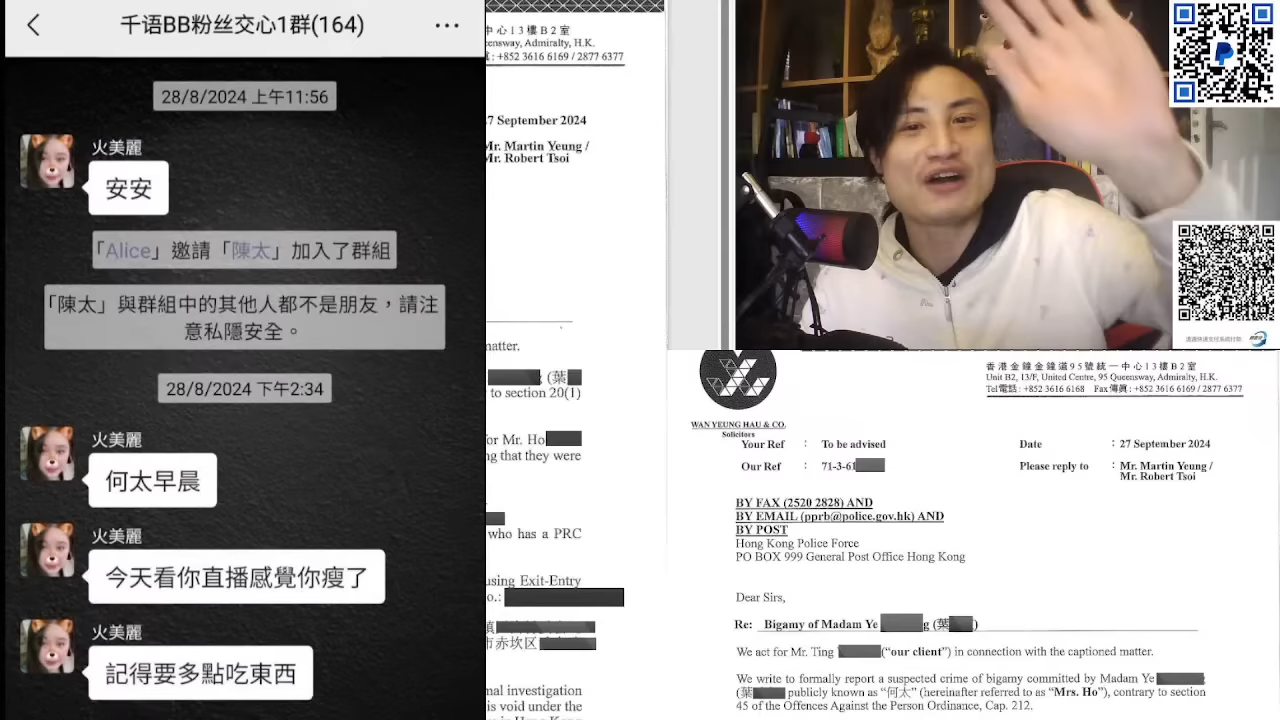 千语BB粉丝交心1群(164)
28/8/2024 上午11:56
火美麗
安安
「Alice」邀請「陳太」加入了群組
「陳太」與群組中的其他人都不是朋友，請注
意私隱安全。
28/8/2024 下午2:34
火美麗
何太早晨
火美麗
今天看你直播感覺你瘦了
火美麗
記得要多點吃東西
中心13樓B2室
ensway, Admiralty, H.K.
: +852 3616 6169 / 2877 6377
27 September 2024
Mr. Martin Yeung /
Mr. Robert Tsoi
matter.
(葉
to section 20(1)
or Mr. Ho
ng that they were
who has a PRC
using Exit-Entry
o.:
市赤坎区
nal investigation
is void under the
香港金鐘金鐘道95號統一中心13樓B2室
Unit B2, 13/F, United Centre, 95 Queensway, Admiralty, H.K.
Tel電話 : +852 3616 6168 Fax傳真 : +852 3616 6169 / 2877 6377
WAN YEUNG HAU & CO.
Solicitors
Your Ref : To be advised
Date : 27 September 2024
Our Ref : 71-3-61
Please reply to : Mr. Martin Yeung /
Mr. Robert Tsoi
BY FAX (2520 2828) AND
BY EMAIL (pprb@police.gov.hk) AND
BY POST
Hong Kong Police Force
PO BOX 999 General Post Office Hong Kong
Dear Sirs,
Re: Bigamy of Madam Ye g (葉 )
We act for Mr. Ting ("our client") in connection with the captioned matter.
We write to formally report a suspected crime of bigamy committed by Madam Ye
(葉 publicly known as "何太" (hereinafter referred to as "Mrs. Ho"), contrary to section
45 of the Offences Against the Person Ordinance, Cap. 212.